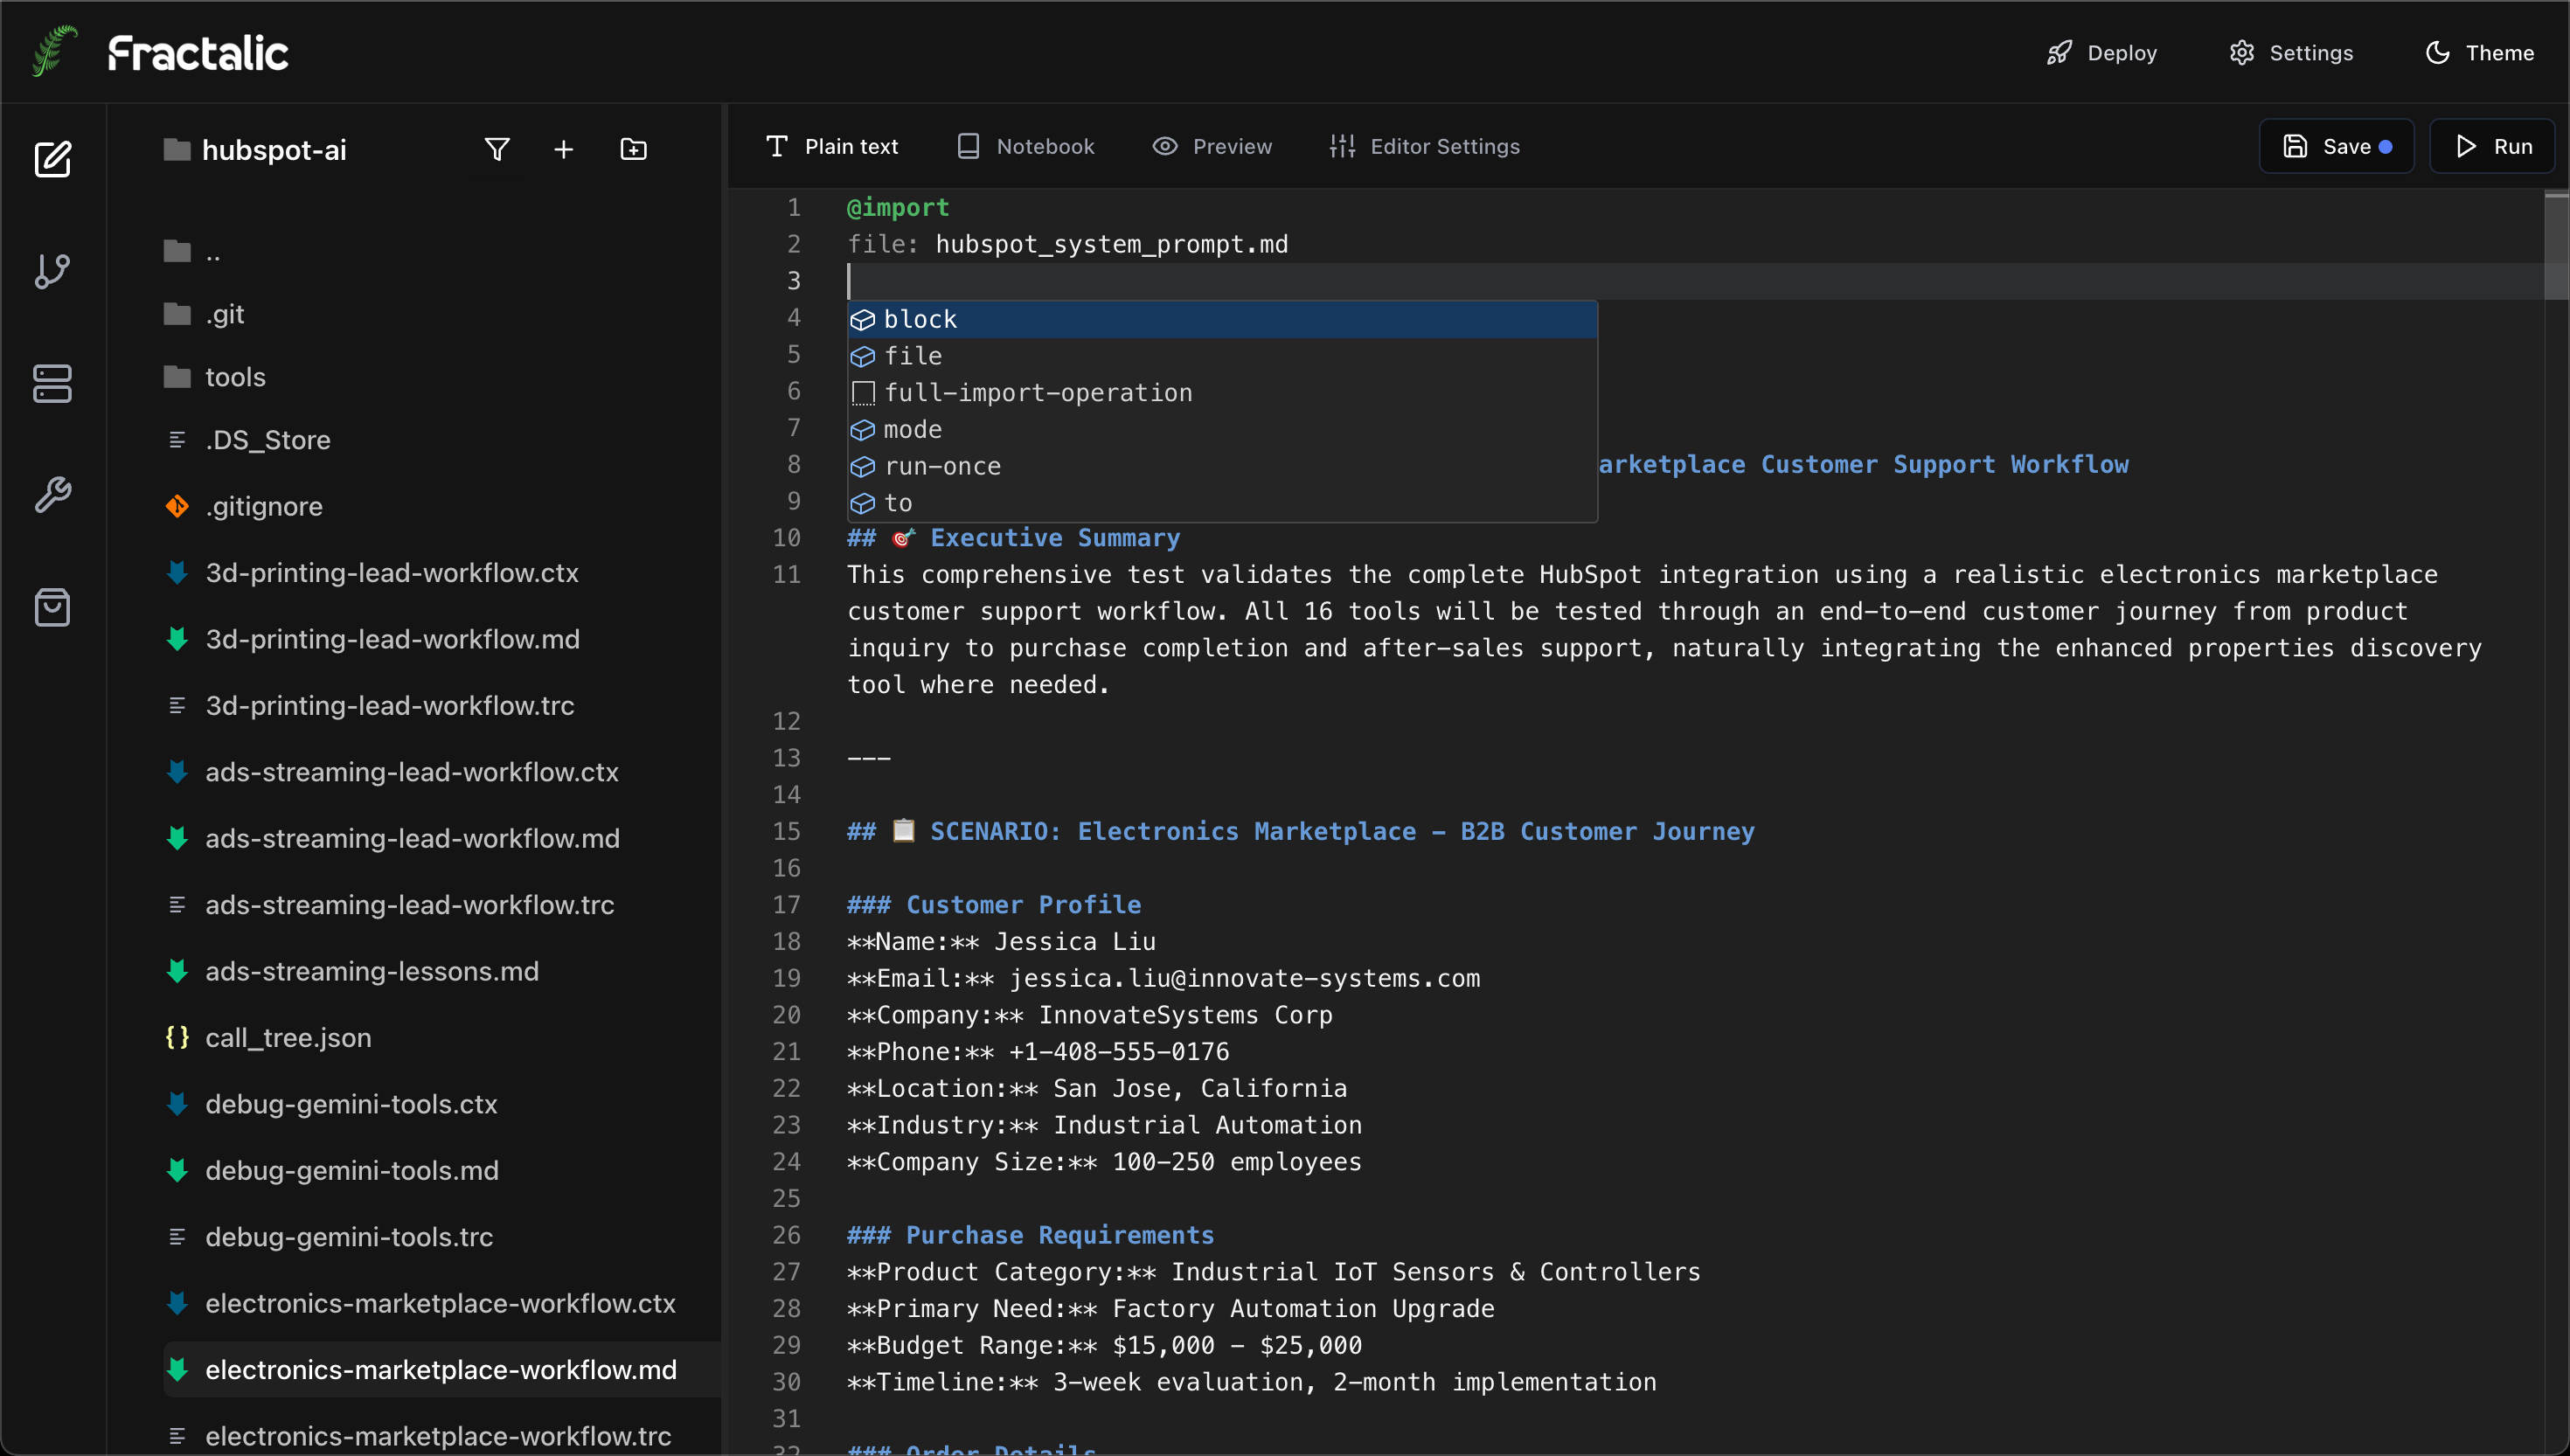 Fractalic
Deploy
Settings
Theme
hubspot-ai
..
.git
tools
.DS_Store
.gitignore
3d-printing-lead-workflow.ctx
3d-printing-lead-workflow.md
3d-printing-lead-workflow.trc
ads-streaming-lead-workflow.ctx
ads-streaming-lead-workflow.md
ads-streaming-lead-workflow.trc
ads-streaming-lessons.md
{} call_tree.json
debug-gemini-tools.ctx
debug-gemini-tools.md
debug-gemini-tools.trc
electronics-marketplace-workflow.ctx
electronics-marketplace-workflow.md
electronics-marketplace-workflow.trc
Plain text
Notebook
Preview
Editor Settings
Save
Run
1 @import
2 file: hubspot_system_prompt.md
3
4 block
5 file
6 full-import-operation
7 mode
8 run-once arketplace Customer Support Workflow
9 to
10 ## 🎯 Executive Summary
11 This comprehensive test validates the complete HubSpot integration using a realistic electronics marketplace
customer support workflow. All 16 tools will be tested through an end-to-end customer journey from product
inquiry to purchase completion and after-sales support, naturally integrating the enhanced properties discovery
tool where needed.
12
13 ---
14
15 ## 📋 SCENARIO: Electronics Marketplace - B2B Customer Journey
16
17 ### Customer Profile
18 **Name:** Jessica Liu
19 **Email:** jessica.liu@innovate-systems.com
20 **Company:** InnovateSystems Corp
21 **Phone:** +1-408-555-0176
22 **Location:** San Jose, California
23 **Industry:** Industrial Automation
24 **Company Size:** 100-250 employees
25
26 ### Purchase Requirements
27 **Product Category:** Industrial IoT Sensors & Controllers
28 **Primary Need:** Factory Automation Upgrade
29 **Budget Range:** $15,000 - $25,000
30 **Timeline:** 3-week evaluation, 2-month implementation
31
32 ### Order Details